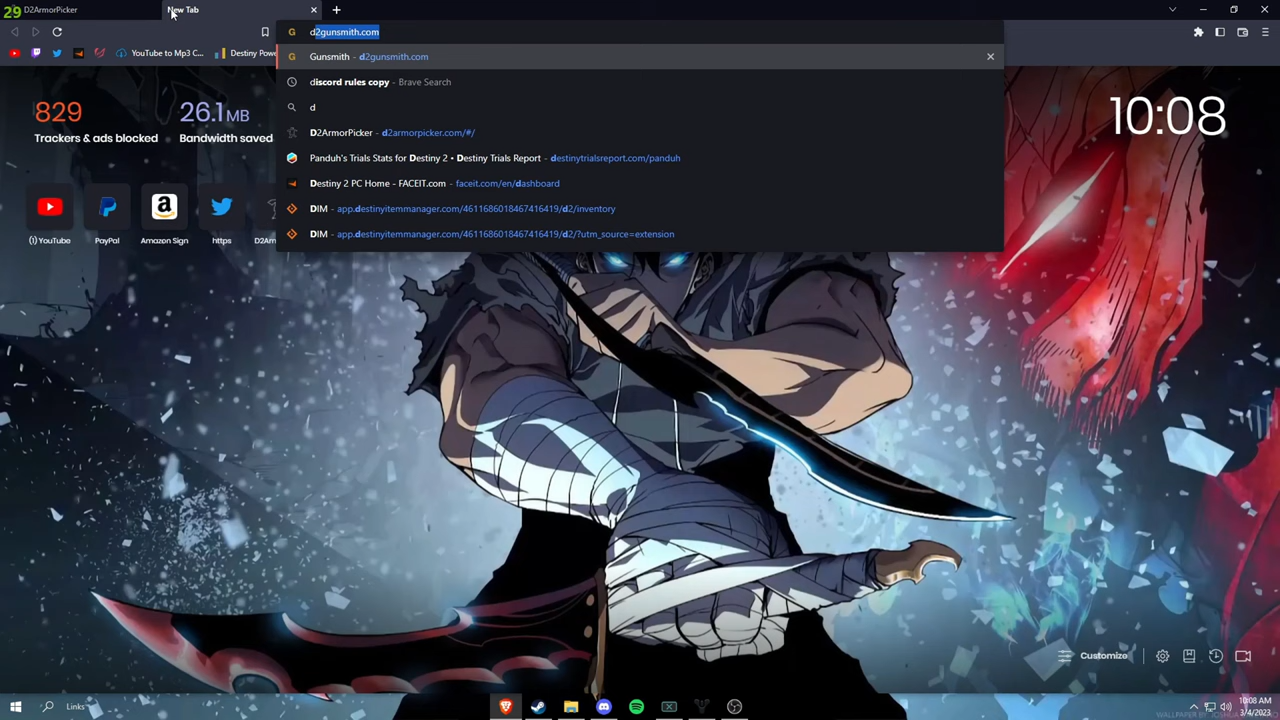 29
D2ArmorPicker
New Tab
d2gunsmith.com
YouTube to Mp3 C...
Destiny Powe
Gunsmith - d2gunsmith.com
discord rules copy - Brave Search
d
D2ArmorPicker - d2armorpicker.com/#/
Panduh's Trials Stats for Destiny 2 • Destiny Trials Report - destinytrialsreport.com/panduh
Destiny 2 PC Home - FACEIT.com - faceit.com/en/dashboard
DIM - app.destinyitemmanager.com/4611686018467416419/d2/inventory
DIM - app.destinyitemmanager.com/4611686018467416419/d2/?utm_source=extension
829
Trackers & ads blocked
26.1MB
Bandwidth saved
10:08
(1) YouTube
PayPal
Amazon Sign
https
D2Arm
Customize
Links
10:08 AM
3/4/2023